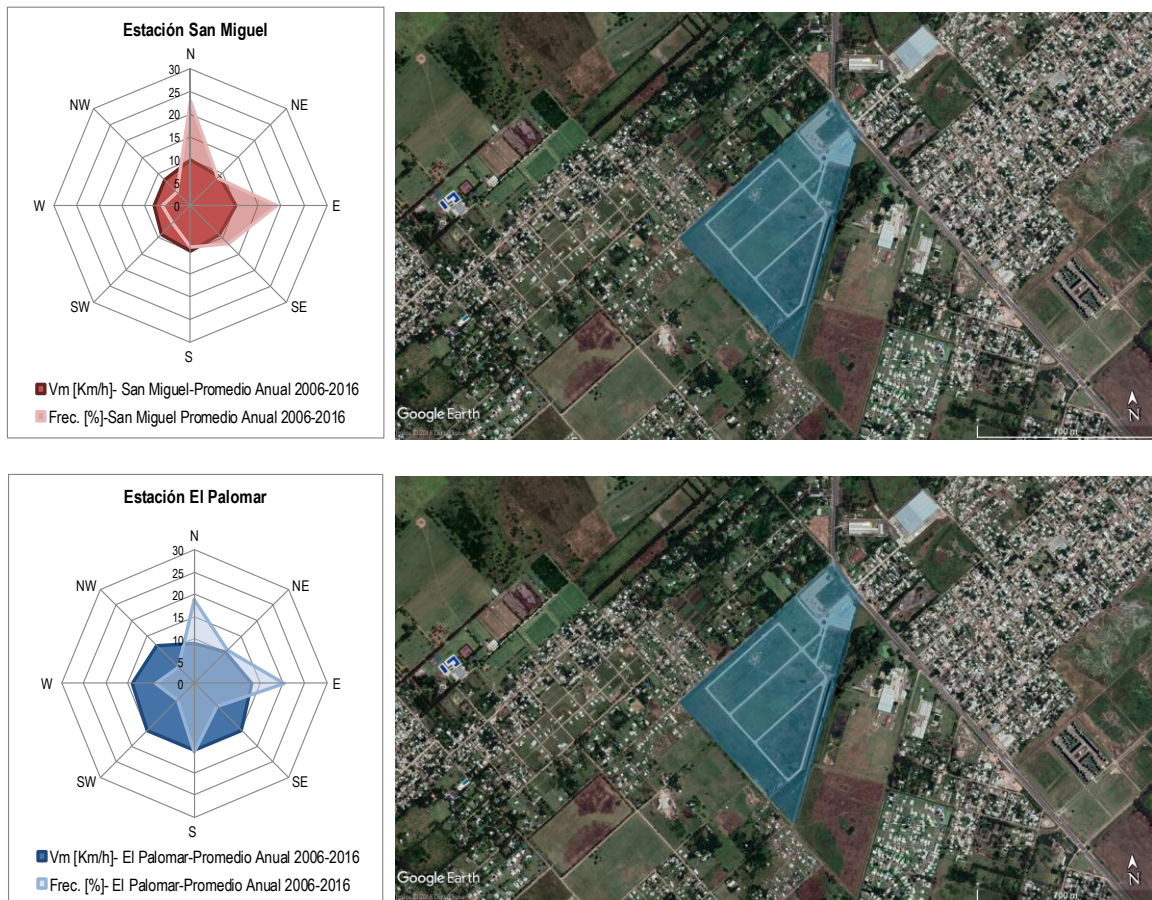 Estación San Miguel
N
30
NW
25
NE
20
15
10
5
W
0
E
SW
SE
S
Vm [Km/h]- San Miguel-Promedio Anual 2006-2016
Frec. [%]-San Miguel Promedio Anual 2006-2016
Google Earth
N
700 m
Estación El Palomar
N
30
NW
25
NE
20
15
10
5
W
0
E
SW
SE
S
Vm [Km/h]- El Palomar-Promedio Anual 2006-2016
Frec. [%]- El Palomar-Promedio Anual 2006-2016
Google Earth
N
700 m